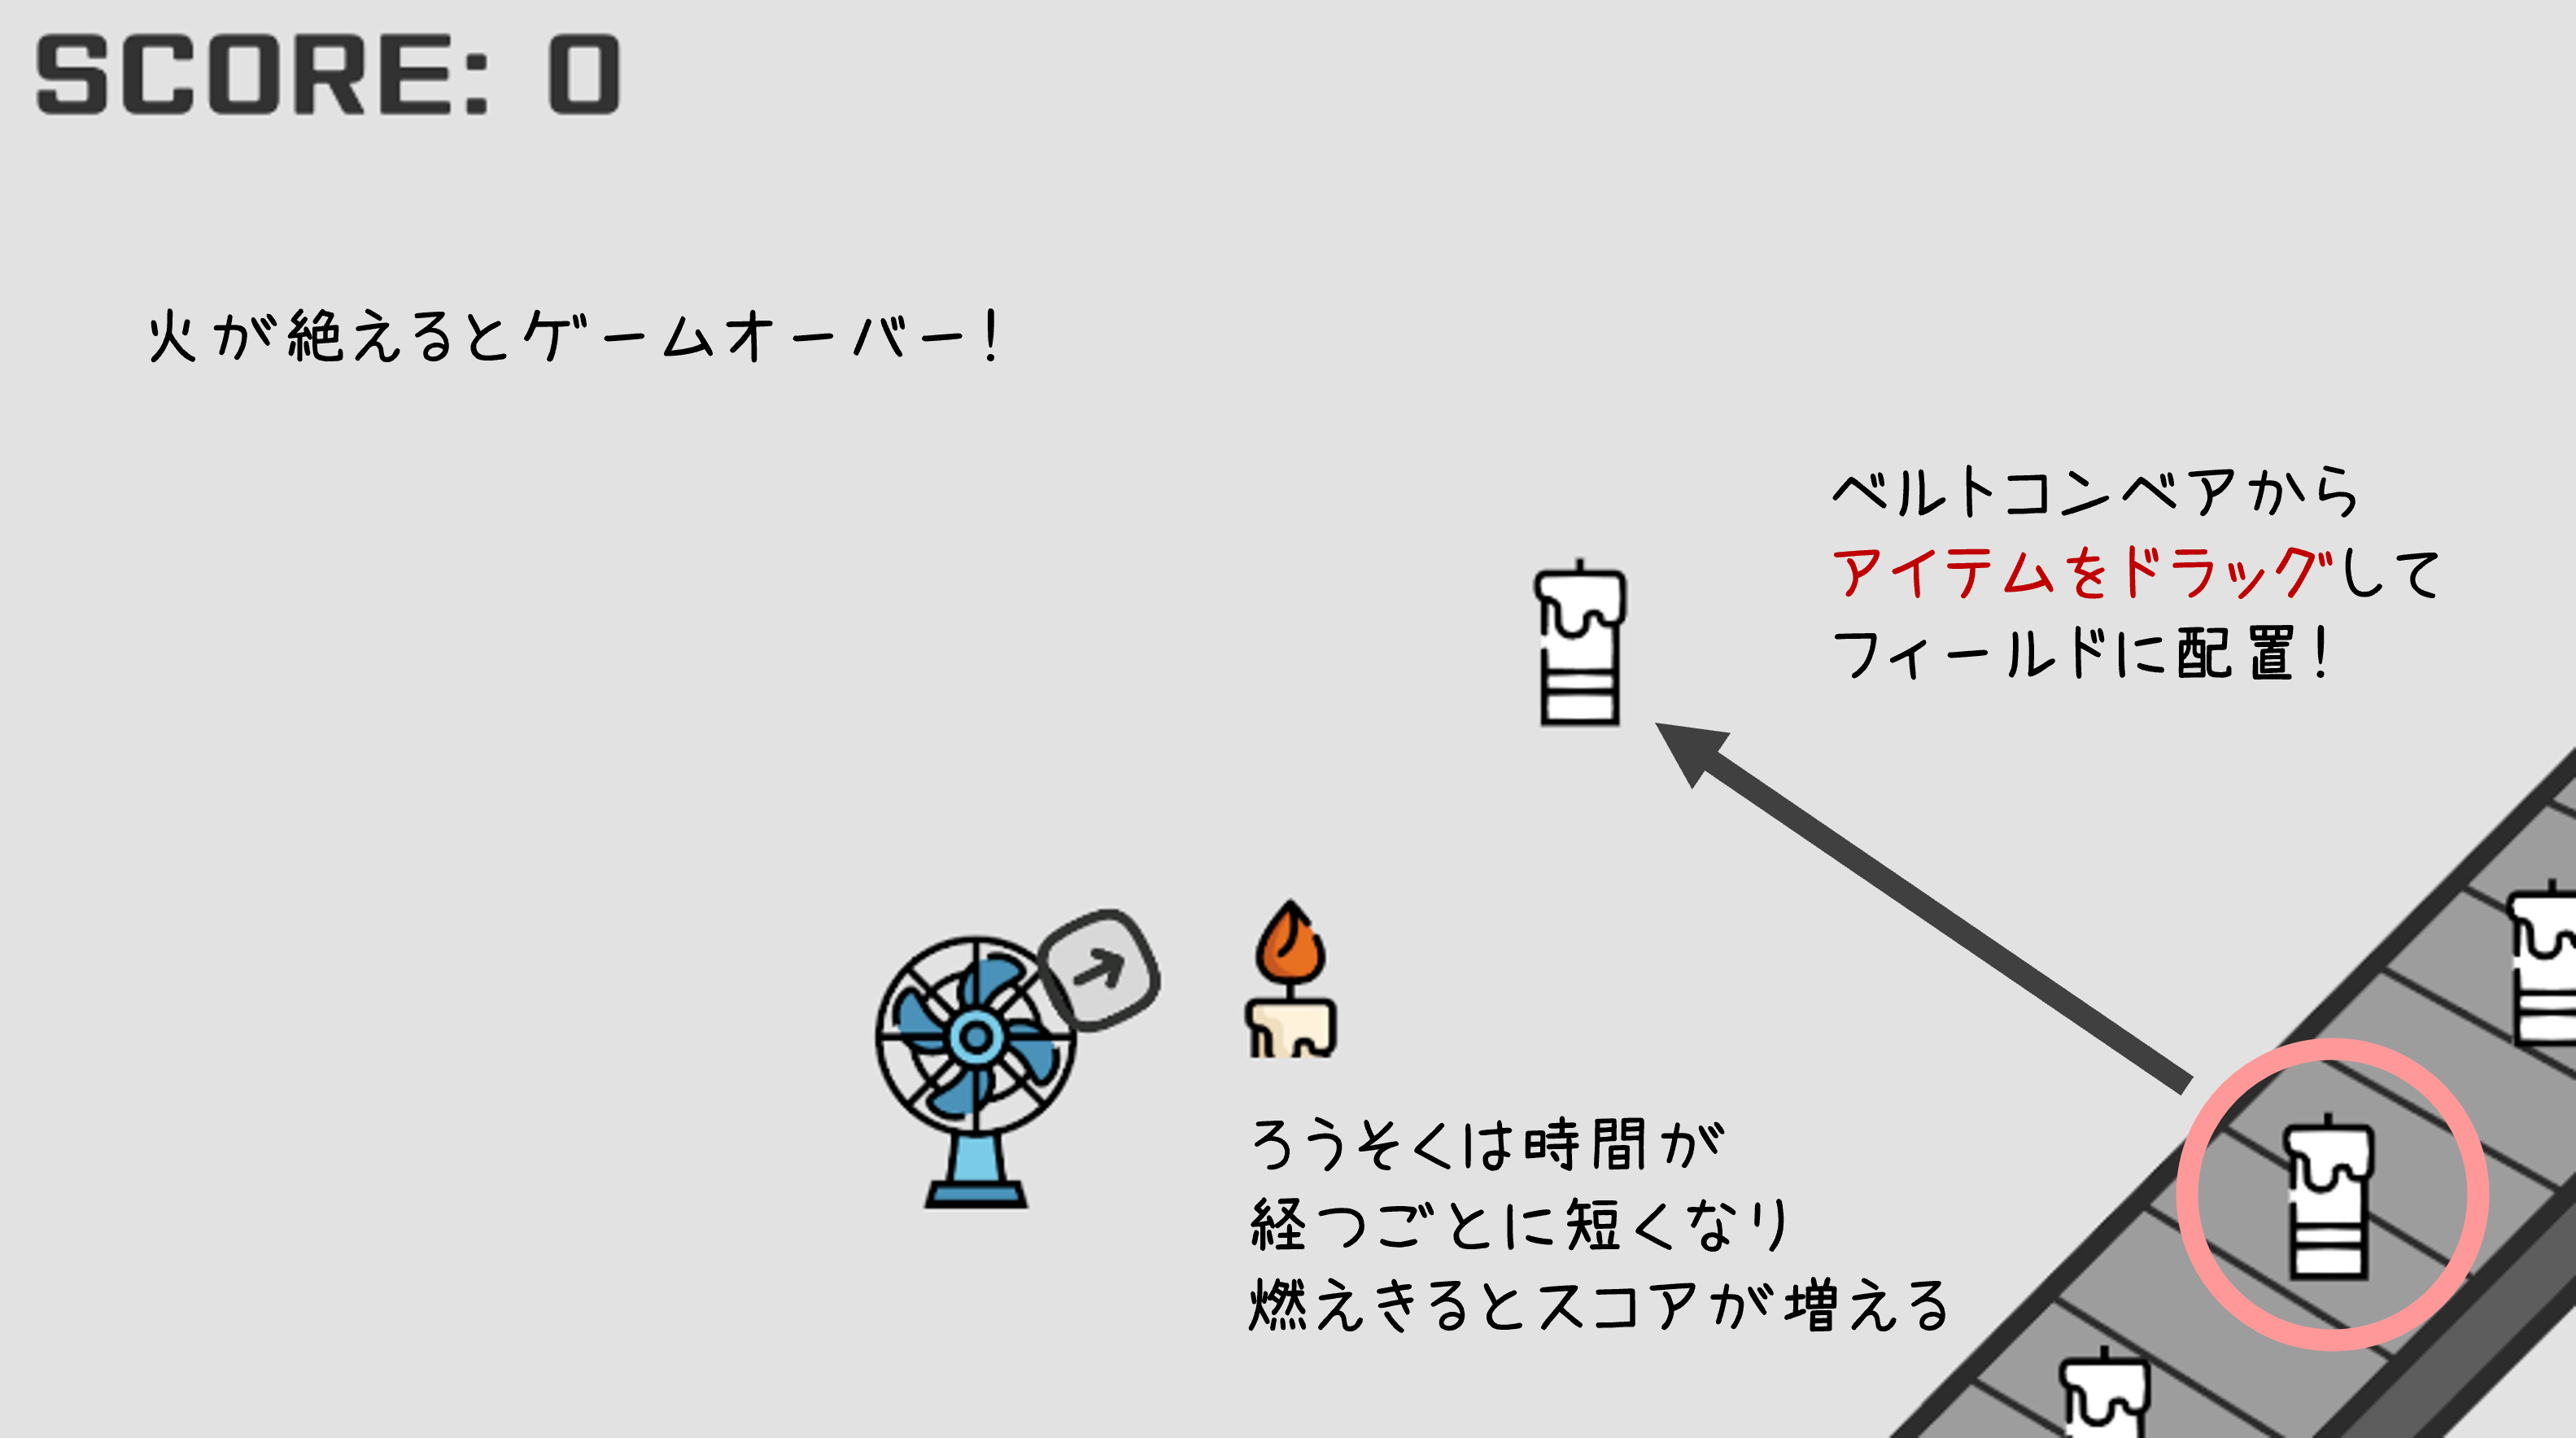 SCORE: 0
火が絶えるとゲームオーバー!
ベルトコンベアから
アイテムをドラッグして
フィールドに配置!
ろうそくは時間が
経つごとに短くなり
燃えきるとスコアが増える